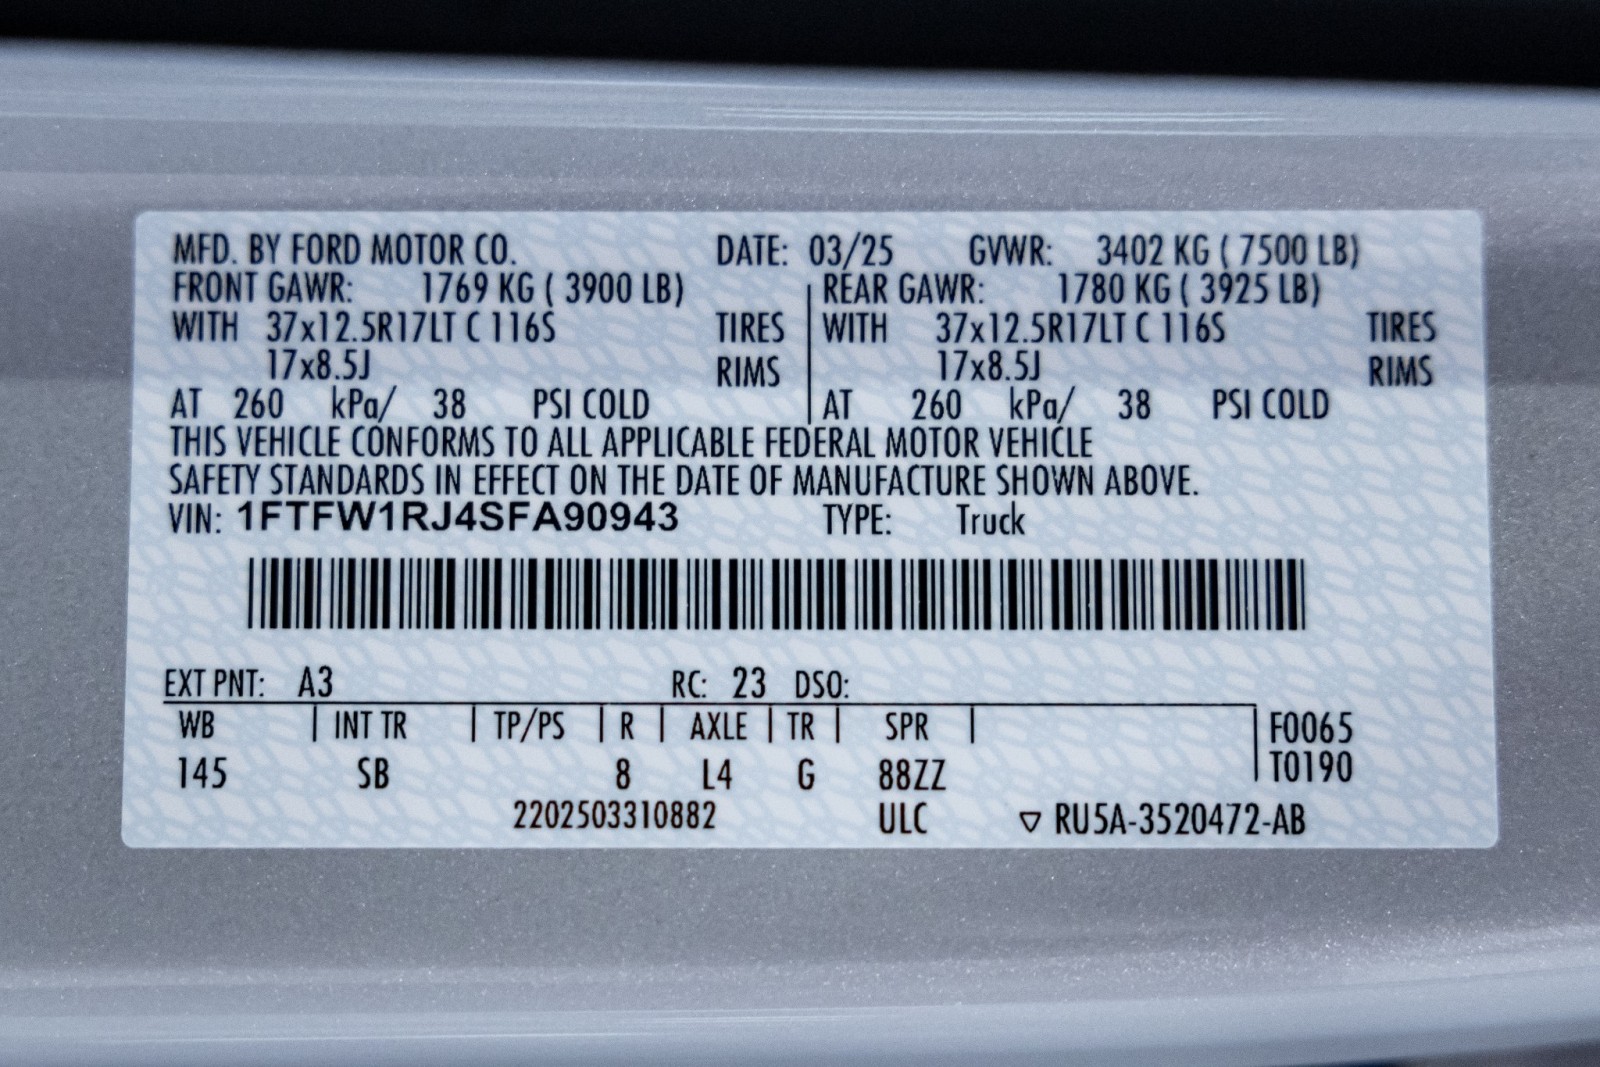 MFD. BY FORD MOTOR CO. DATE: 03/25 GVWR: 3402 KG ( 7500 LB)
FRONT GAWR: 1769 KG ( 3900 LB) REAR GAWR: 1780 KG ( 3925 LB)
WITH 37x12.5R17LT C 116S TIRES WITH 37x12.5R17LT C 116S TIRES
17x8.5J RIMS 17x8.5J RIMS
AT 260 kPa/ 38 PSI COLD AT 260 kPa/ 38 PSI COLD
THIS VEHICLE CONFORMS TO ALL APPLICABLE FEDERAL MOTOR VEHICLE
SAFETY STANDARDS IN EFFECT ON THE DATE OF MANUFACTURE SHOWN ABOVE.
VIN: 1FTFW1RJ4SFA90943 TYPE: Truck
EXT PNT: A3 RC: 23 DSO:
WB | INT TR | TP/PS | R | AXLE | TR | SPR | F0065
145 SB 8 L4 G 88ZZ T0190
2202503310882 ULC ▽ RU5A-3520472-AB